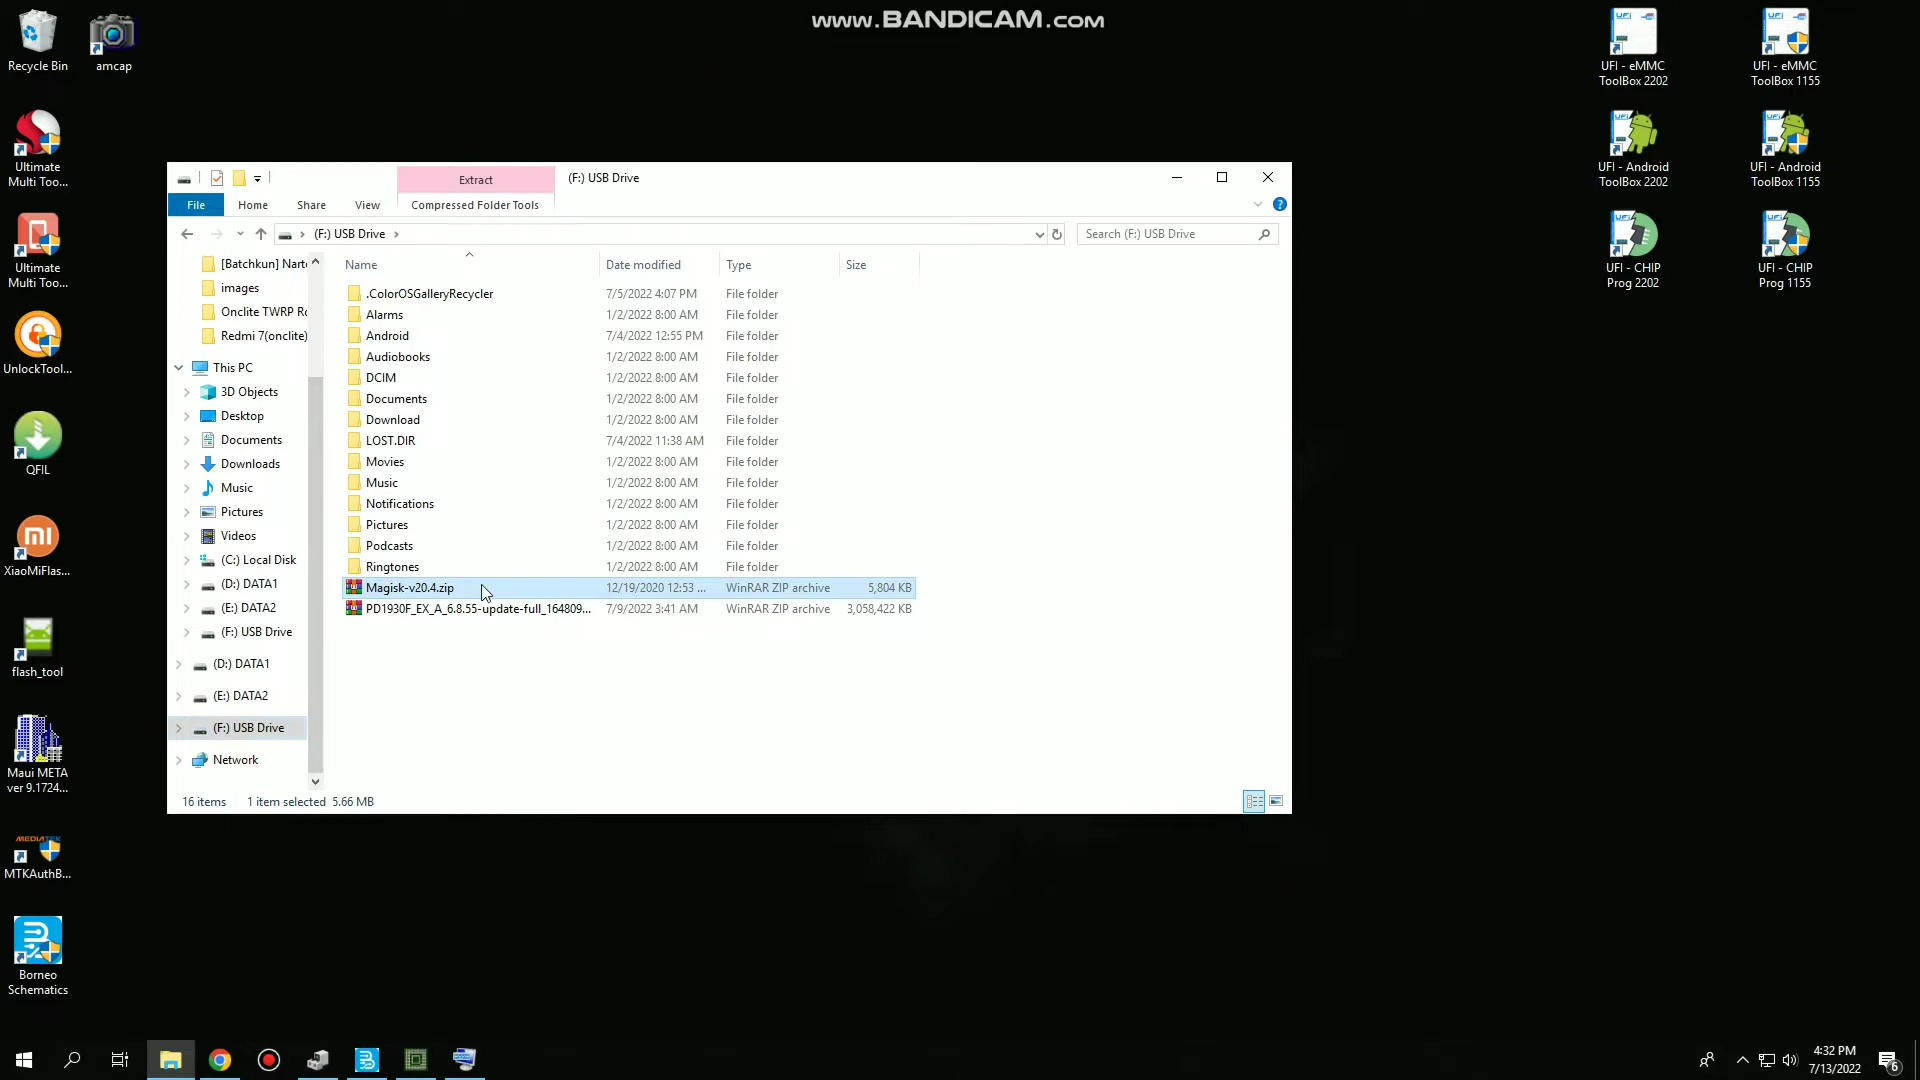 www.BANDICAM.com
Recycle Bin
amcap
Ultimate
Multi Too...
Ultimate
Multi Too...
UnlockTool...
QFIL
XiaoMiFlas...
flash_tool
Maui META
ver 9.1724...
MEDIATEK
MTKAuthB...
Borneo
Schematics
UFI - eMMC
ToolBox 2202
UFI - eMMC
ToolBox 1155
UFI - Android
ToolBox 2202
UFI - Android
ToolBox 1155
UFI - CHIP
Prog 2202
UFI - CHIP
Prog 1155
Extract
(F:) USB Drive
File
Home
Share
View
Compressed Folder Tools
(F:) USB Drive
Search (F:) USB Drive
[Batchkun] Narto
images
Onclite TWRP Ro
Redmi 7(onclite)
This PC
3D Objects
Desktop
Documents
Downloads
Music
Pictures
Videos
(C:) Local Disk
(D:) DATA1
(E:) DATA2
(F:) USB Drive
(D:) DATA1
(E:) DATA2
(F:) USB Drive
Network
Name Date modified Type Size
.ColorOSGalleryRecycler 7/5/2022 4:07 PM File folder
Alarms 1/2/2022 8:00 AM File folder
Android 7/4/2022 12:55 PM File folder
Audiobooks 1/2/2022 8:00 AM File folder
DCIM 1/2/2022 8:00 AM File folder
Documents 1/2/2022 8:00 AM File folder
Download 1/2/2022 8:00 AM File folder
LOST.DIR 7/4/2022 11:38 AM File folder
Movies 1/2/2022 8:00 AM File folder
Music 1/2/2022 8:00 AM File folder
Notifications 1/2/2022 8:00 AM File folder
Pictures 1/2/2022 8:00 AM File folder
Podcasts 1/2/2022 8:00 AM File folder
Ringtones 1/2/2022 8:00 AM File folder
Magisk-v20.4.zip 12/19/2020 12:53 ... WinRAR ZIP archive 5,804 KB
PD1930F_EX_A_6.8.55-update-full_164809... 7/9/2022 3:41 AM WinRAR ZIP archive 3,058,422 KB
16 items 1 item selected 5.66 MB
4:32 PM
7/13/2022
6